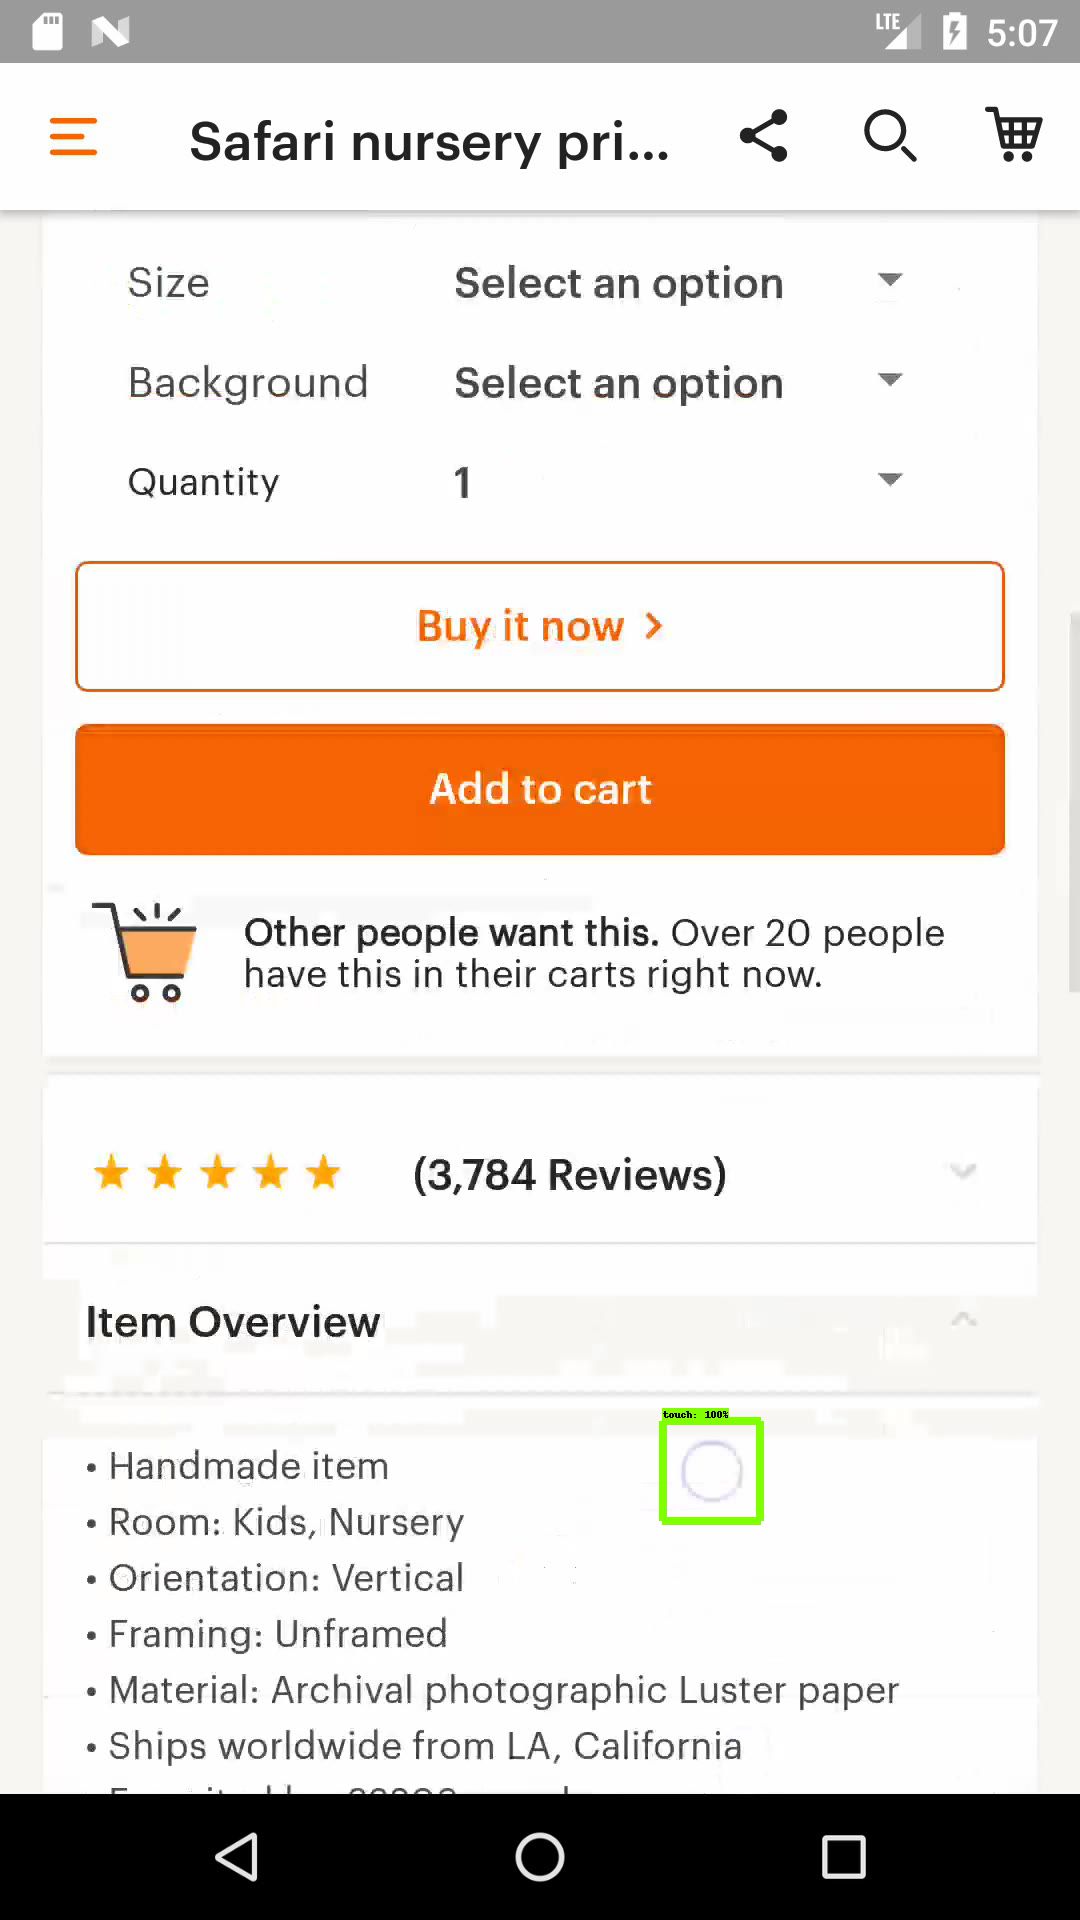 LTE 5:07
Safari nursery pri...
Size Select an option
Background Select an option
Quantity 1
Buy it now
Add to cart
Other people want this. Over 20 people
have this in their carts right now.
(3,784 Reviews)
Item Overview
touch: 100%
• Handmade item
• Room: Kids, Nursery
• Orientation: Vertical
• Framing: Unframed
• Material: Archival photographic Luster paper
• Ships worldwide from LA, California